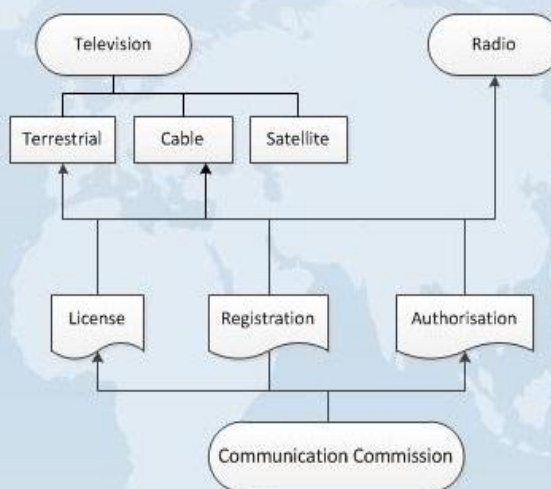 Television
Radio
Terrestrial
Cable
Satellite
License
Registration
Authorisation
Communication Commission